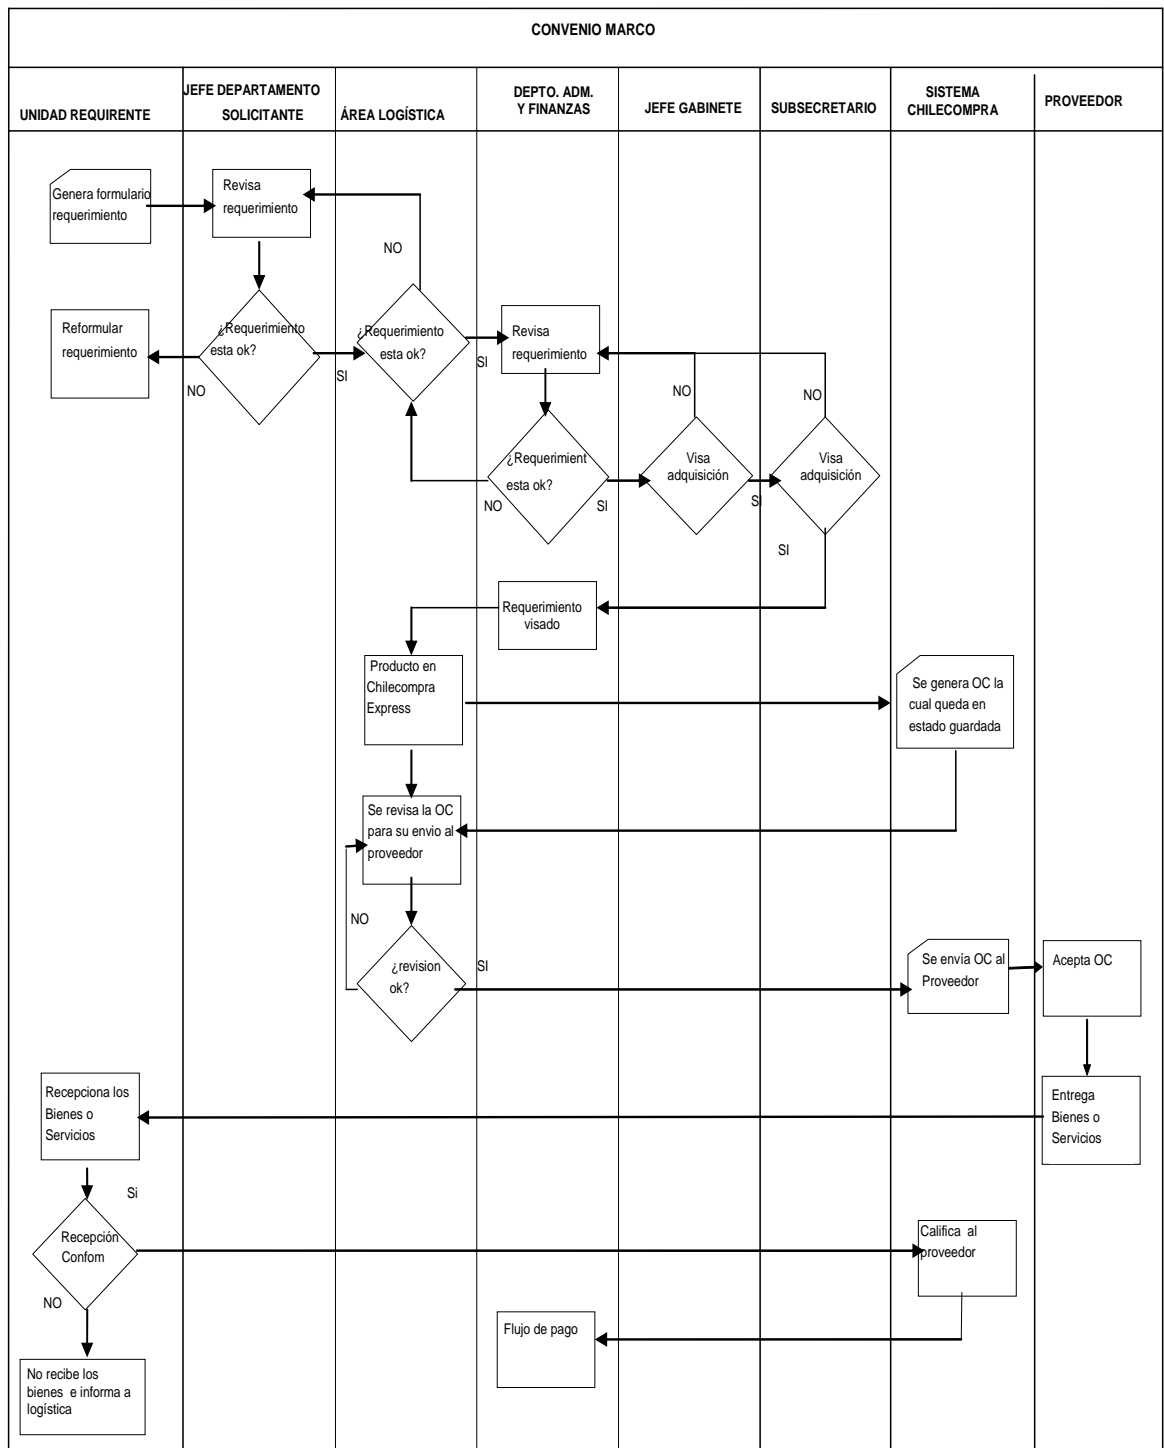 CONVENIO MARCO
UNIDAD REQUIRENTE
JEFE DEPARTAMENTO
SOLICITANTE
ÁREA LOGÍSTICA
DEPTO. ADM.
Y FINANZAS
JEFE GABINETE
SUBSECRETARIO
SISTEMA
CHILECOMPRA
PROVEEDOR
Genera formulario
requerimiento
Revisa
requerimiento
NO
Reformular
requerimiento
¿Requerimiento
esta ok?
NO
SI
¿Requerimiento
esta ok?
SI
Revisa
requerimiento
NO
NO
¿Requerimient
esta ok?
NO
SI
Visa
adquisición
SI
Visa
adquisición
SI
Requerimiento
visado
Producto en
Chilecompra
Express
Se genera OC la
cual queda en
estado guardada
Se revisa la OC
para su envio al
proveedor
NO
¿revision
ok?
SI
Se envía OC al
Proveedor
Acepta OC
Recepciona los
Bienes o
Servicios
Entrega
Bienes o
Servicios
Si
Recepción
Confom
NO
Califica al
proveedor
Flujo de pago
No recibe los
bienes e informa a
logística